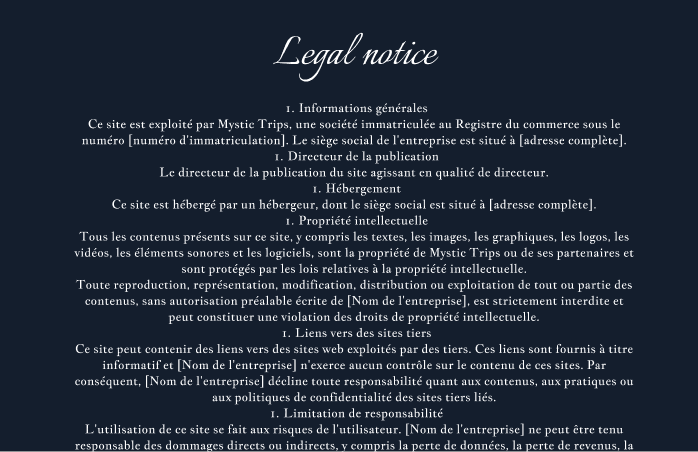 Legal notice
1. Informations générales
Ce site est exploité par Mystic Trips, une société immatriculée au Registre du commerce sous le
numéro [numéro d'immatriculation]. Le siège social de l'entreprise est situé à [adresse complète].
1. Directeur de la publication
Le directeur de la publication du site agissant en qualité de directeur.
1. Hébergement
Ce site est hébergé par un hébergeur, dont le siège social est situé à [adresse complète].
1. Propriété intellectuelle
Tous les contenus présents sur ce site, y compris les textes, les images, les graphiques, les logos, les
vidéos, les éléments sonores et les logiciels, sont la propriété de Mystic Trips ou de ses partenaires et
sont protégés par les lois relatives à la propriété intellectuelle.
Toute reproduction, représentation, modification, distribution ou exploitation de tout ou partie des
contenus, sans autorisation préalable écrite de [Nom de l'entreprise], est strictement interdite et
peut constituer une violation des droits de propriété intellectuelle.
1. Liens vers des sites tiers
Ce site peut contenir des liens vers des sites web exploités par des tiers. Ces liens sont fournis à titre
informatif et [Nom de l'entreprise] n'exerce aucun contrôle sur le contenu de ces sites. Par
conséquent, [Nom de l'entreprise] décline toute responsabilité quant aux contenus, aux pratiques ou
aux politiques de confidentialité des sites tiers liés.
1. Limitation de responsabilité
L'utilisation de ce site se fait aux risques de l'utilisateur. [Nom de l'entreprise] ne peut être tenu
responsable des dommages directs ou indirects, y compris la perte de données, la perte de revenus, la